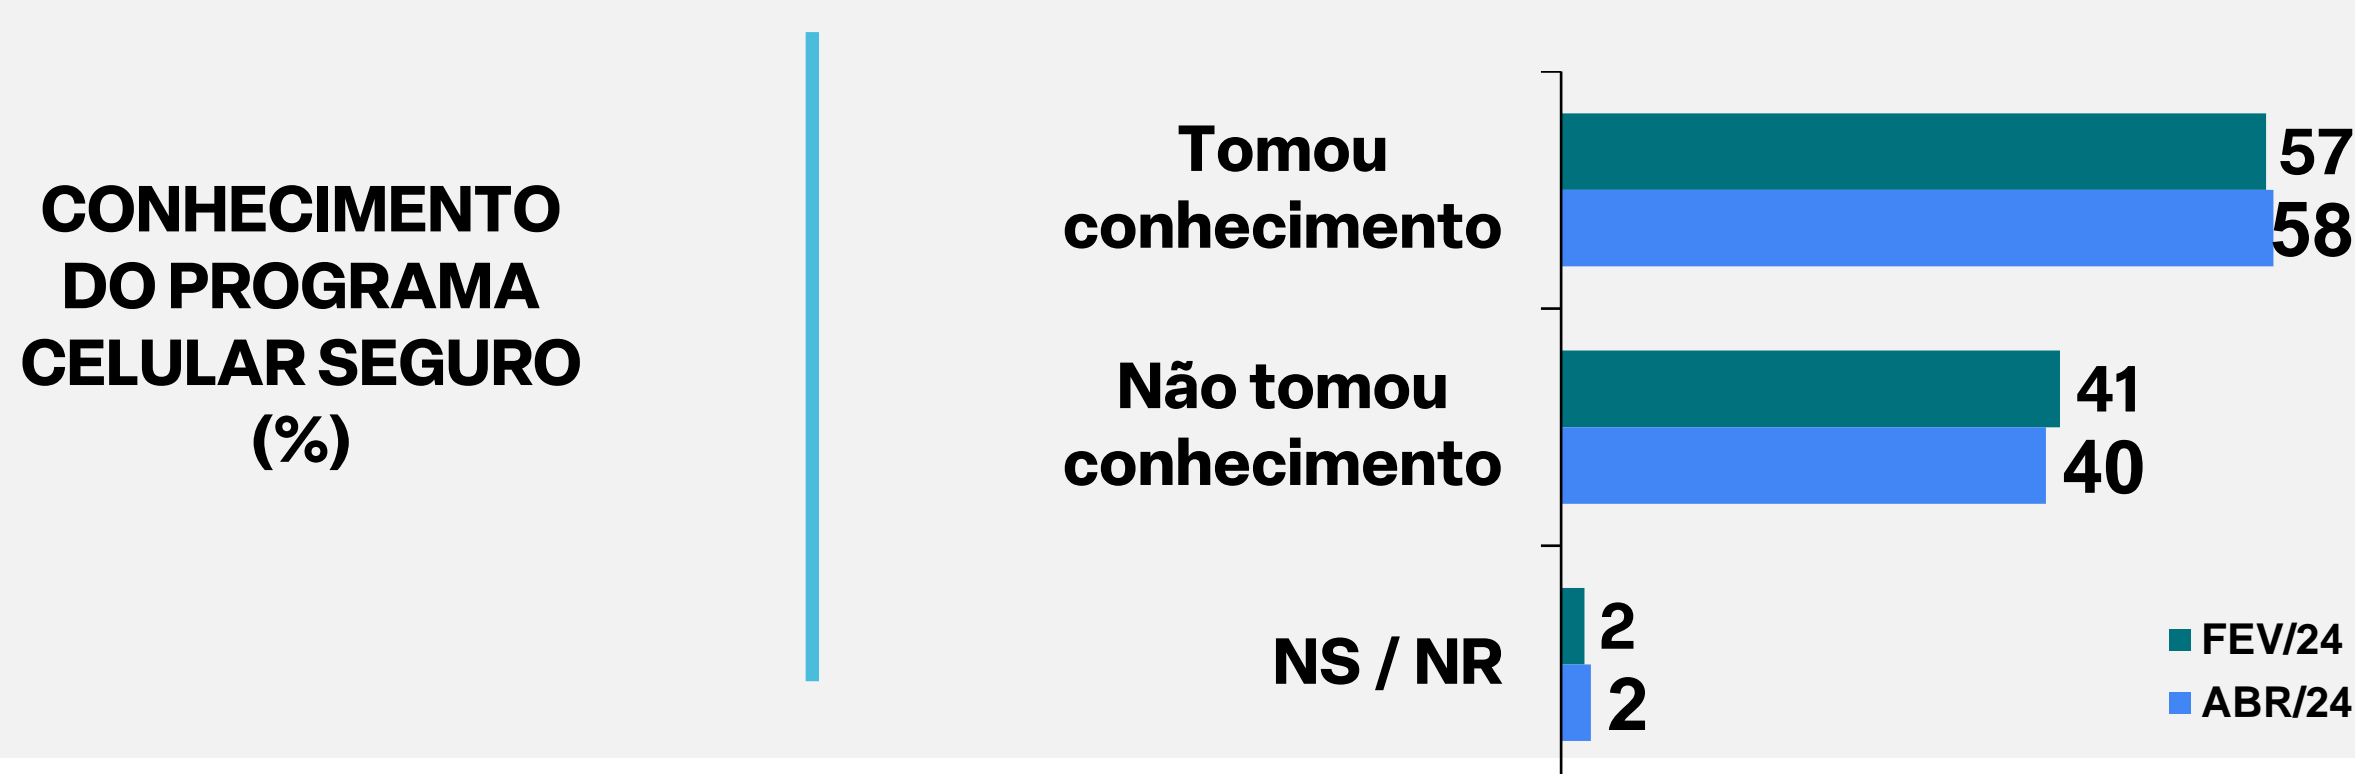 CONHECIMENTO
DO PROGRAMA
CELULAR SEGURO
(%)
Tomou
conhecimento
57
58
Não tomou
conhecimento
41
40
NS / NR
2
2
FEV/24
ABR/24